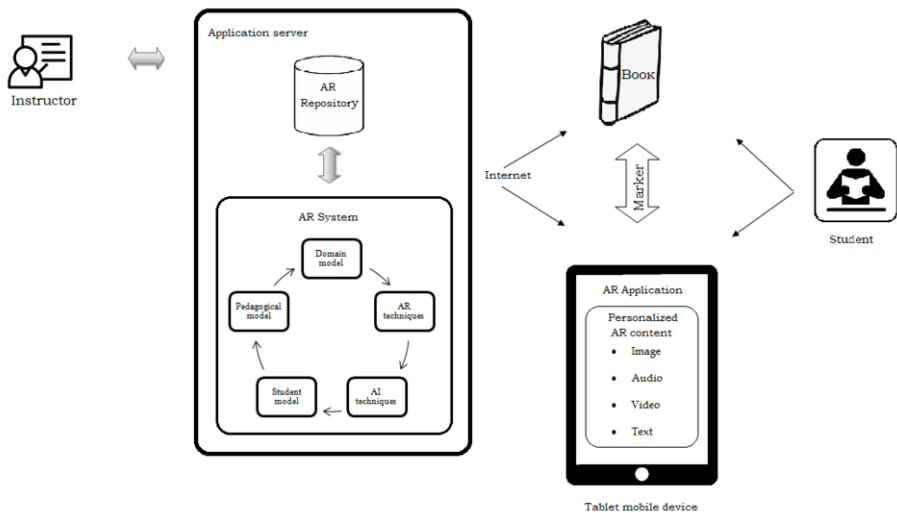 Instructor
Application server
AR
Repository
AR System
Domain
model
AR
techniques
AI
techniques
Student
model
Pedagogical
model
Internet
Book
Marker
Student
AR Application
Personalized
AR content
• Image
• Audio
• Video
• Text
Tablet mobile device